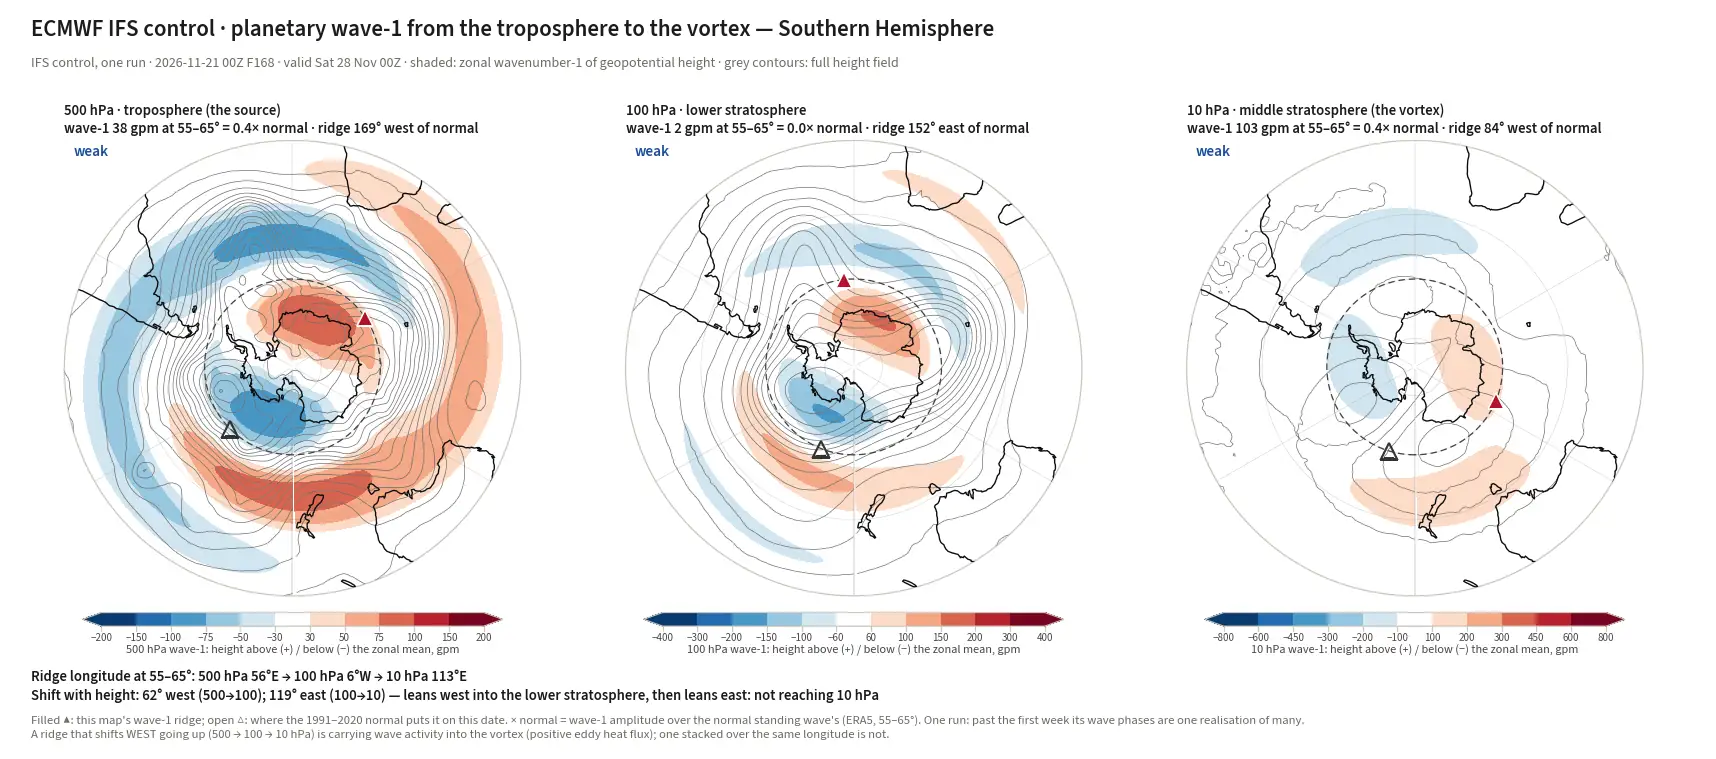 ECMWF IFS control · planetary wave-1 from the troposphere to the vortex — Southern Hemisphere
IFS control, one run · 2026-11-21 00Z F168 · valid Sat 28 Nov 00Z · shaded: zonal wavenumber-1 of geopotential height · grey contours: full height field
500 hPa · troposphere (the source)
wave-1 38 gpm at 55–65° = 0.4× normal · ridge 169° west of normal
weak
100 hPa · lower stratosphere
wave-1 2 gpm at 55–65° = 0.0× normal · ridge 152° east of normal
weak
10 hPa · middle stratosphere (the vortex)
wave-1 103 gpm at 55–65° = 0.4× normal · ridge 84° west of normal
weak
−200 −150 −100 −75 −50 −30 30 50 75 100 150 200
500 hPa wave-1: height above (+) / below (−) the zonal mean, gpm
−400 −300 −200 −150 −100 −60 60 100 150 200 300 400
100 hPa wave-1: height above (+) / below (−) the zonal mean, gpm
−800 −600 −450 −300 −200 −100 100 200 300 450 600 800
10 hPa wave-1: height above (+) / below (−) the zonal mean, gpm
Ridge longitude at 55–65°: 500 hPa 56°E → 100 hPa 6°W → 10 hPa 113°E
Shift with height: 62° west (500→100); 119° east (100→10) — leans west into the lower stratosphere, then leans east: not reaching 10 hPa
Filled ▲: this map's wave-1 ridge; open △: where the 1991–2020 normal puts it on this date. × normal = wave-1 amplitude over the normal standing wave's (ERA5, 55–65°). One run: past the first week its wave phases are one realisation of many.
A ridge that shifts WEST going up (500 → 100 → 10 hPa) is carrying wave activity into the vortex (positive eddy heat flux); one stacked over the same longitude is not.